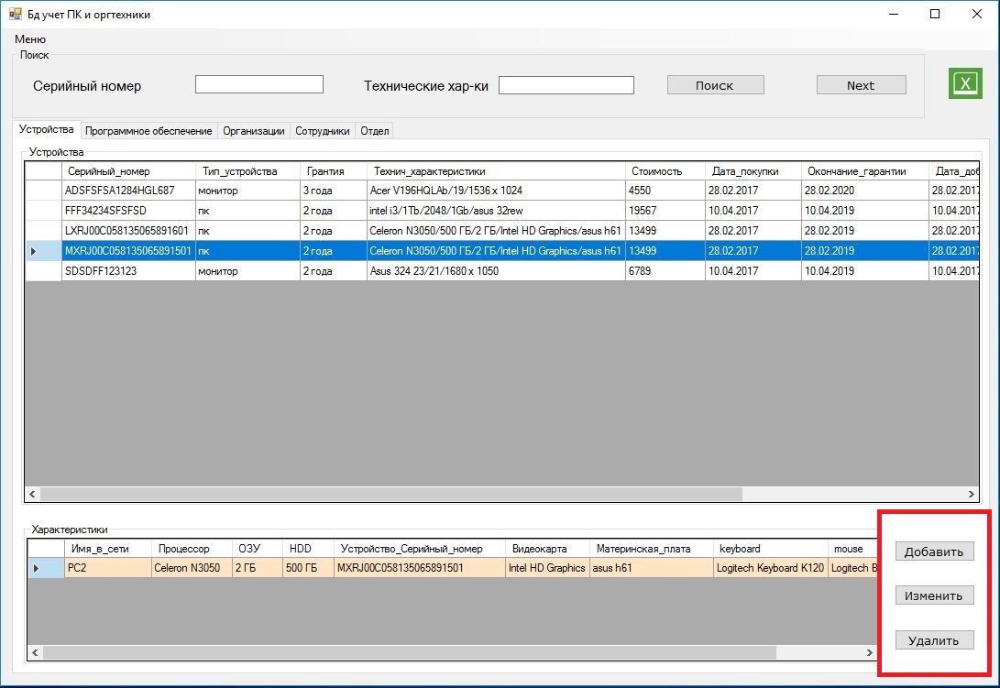 Бд учет ПК и оргтехники
Меню
Поиск
Серийный номер Технические хар-ки Поиск Next X
Устройства Программное обеспечение Организации Сотрудники Отдел
Устройства
Серийный_номер Тип_устройства Грантия Технич_характеристики Стоимость Дата_покупки Окончание_гарантии Дата_доб
ADSFSFSA1284HGL687 монитор 3 года Acer V196HQLAb/19/1536 x 1024 4550 28.02.2017 28.02.2020 28.02.2017
FFF34234SFSFSD пк 2 года intel i3/1Tb/2048/1Gb/asus 32rew 19567 10.04.2017 28.02.2019 10.04.2017
LXRJ00C058135065891601 пк 2 года Celeron N3050/500 ГБ/2 ГБ/Intel HD Graphics/asus h61 13499 28.02.2017 28.02.2019 28.02.2017
MXRJ00C058135065891501 пк 2 года Celeron N3050/500 ГБ/2 ГБ/Intel HD Graphics/asus h61 13499 28.02.2017 28.02.2019 28.02.2017
SDSDFF123123 монитор 2 года Asus 324 23/21/1680 x 1050 6789 10.04.2017 10.04.2019 10.04.2017
Характеристики
Имя_в_сети Процессор ОЗУ HDD Устройство_Серийный_номер Видеокарта Материнская_плата keyboard mouse
PC2 Celeron N3050 2 ГБ 500 ГБ MXRJ00C058135065891501 Intel HD Graphics asus h61 Logitech Keyboard K120 Logitech B
Добавить
Изменить
Удалить